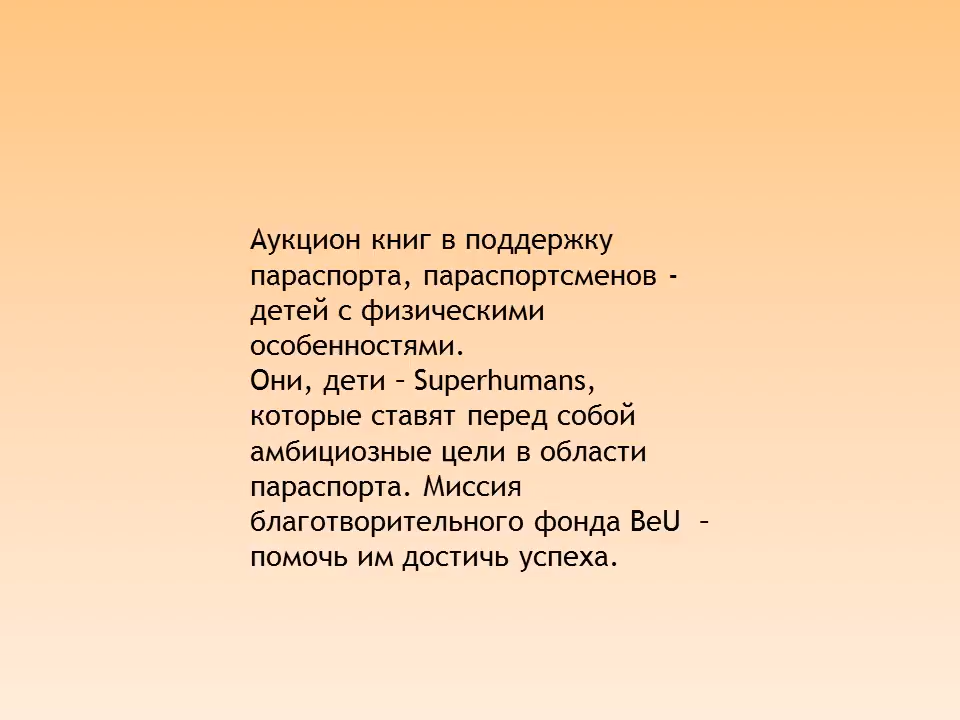 Аукцион книг в поддержку
параспорта, параспортсменов -
детей с физическими
особенностями.
Они, дети – Superhumans,
которые ставят перед собой
амбициозные цели в области
параспорта. Миссия
благотворительного фонда BeU  –
помочь им достичь успеха.